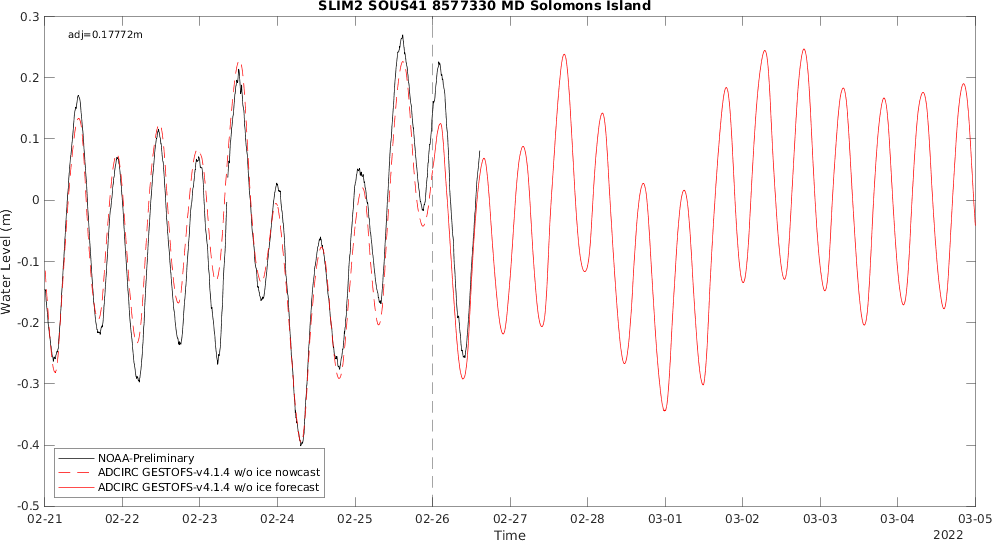 SLIM2 SOUS41 8577330 MD Solomons Island
adj=0.17772m
0.3
0.2
0.1
0
-0.1
-0.2
-0.3
-0.4
-0.5
Water Level (m)
NOAA-Preliminary
ADCIRC GESTOFS-v4.1.4 w/o ice nowcast
ADCIRC GESTOFS-v4.1.4 w/o ice forecast
02-21 02-22 02-23 02-24 02-25 02-26 02-27 02-28 03-01 03-02 03-03 03-04 03-05
Time
2022